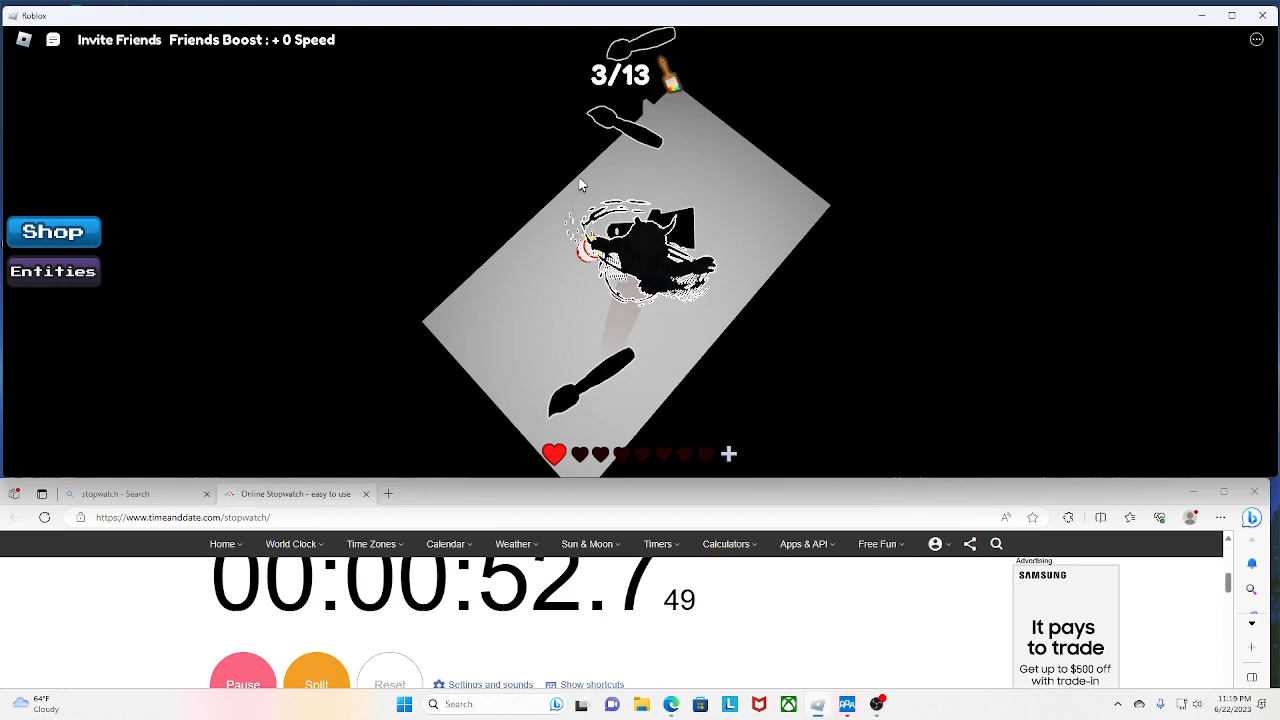 Roblox
Invite Friends Friends Boost : + 0 Speed
3/13
Shop
Entities
stopwatch - Search
Online Stopwatch - easy to use
https://www.timeanddate.com/stopwatch/
Home World Clock Time Zones Calendar Weather Sun & Moon Timers Calculators Apps & API Free Fun
Advertising
SAMSUNG
00:00:52.7 49
It pays
to trade
Get up to $500 off
with trade-in
Pause Split Reset Settings and sounds Show shortcuts
64°F
Cloudy
Search
11:19 PM
6/22/2023